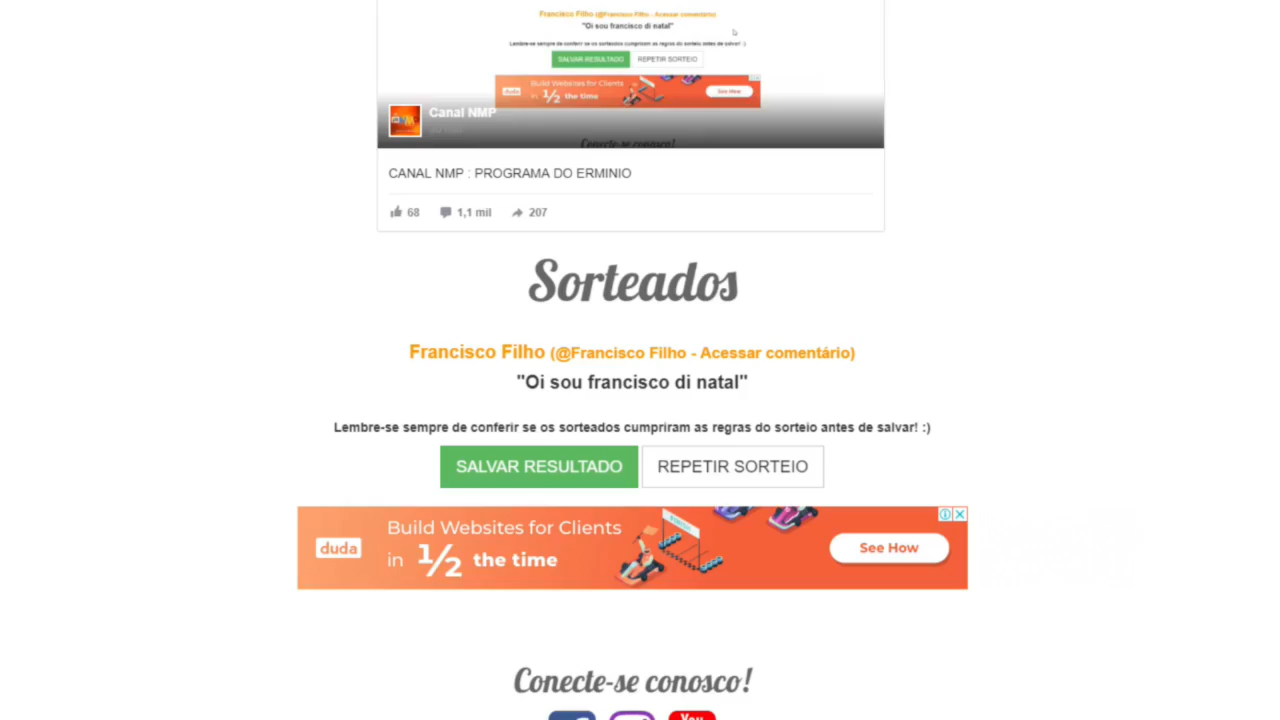 Francisco Filho (@Francisco Filho - Acessar comentário)
"Oi sou francisco di natal"
Lembre-se sempre de conferir se os sorteados cumpriram as regras do sorteio antes de salvar! :)
SALVAR RESULTADO REPETIR SORTEIO
duda Build Websites for Clients
in 1/2 the time
See How
Canal NMP
Conecte-se conosco!
CANAL NMP : PROGRAMA DO ERMINIO
68 1,1 mil 207
Sorteados
Francisco Filho (@Francisco Filho - Acessar comentário)
"Oi sou francisco di natal"
Lembre-se sempre de conferir se os sorteados cumpriram as regras do sorteio antes de salvar! :)
SALVAR RESULTADO REPETIR SORTEIO
duda Build Websites for Clients
in 1/2 the time
See How
Conecte-se conosco!
You